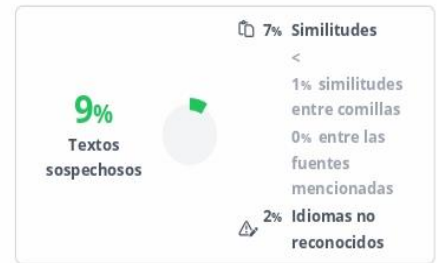 9%
Textos
sospechosos
7% Similitudes
<
1% similitudes
entre comillas
0% entre las
fuentes
mencionadas
2% Idiomas no
reconocidos